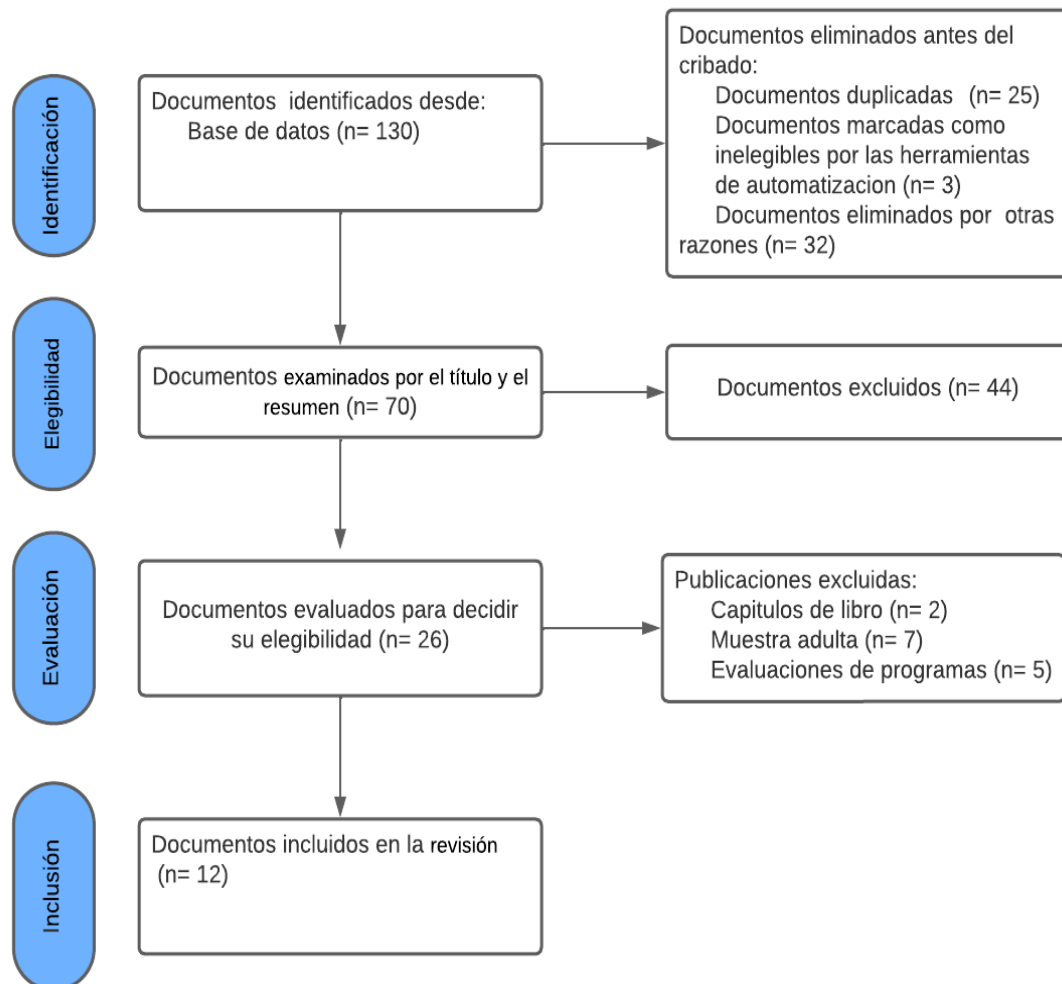 Identificación
Documentos identificados desde:
Base de datos (n= 130)
Documentos eliminados antes del
cribado:
Documentos duplicadas (n= 25)
Documentos marcadas como
inelegibles por las herramientas
de automatizacion (n= 3)
Documentos eliminados por otras
razones (n= 32)
Elegibilidad
Documentos examinados por el título y el
resumen (n= 70)
Documentos excluidos (n= 44)
Evaluación
Documentos evaluados para decidir
su elegibilidad (n= 26)
Publicaciones excluidas:
Capitulos de libro (n= 2)
Muestra adulta (n= 7)
Evaluaciones de programas (n= 5)
Inclusión
Documentos incluidos en la revisión
(n= 12)